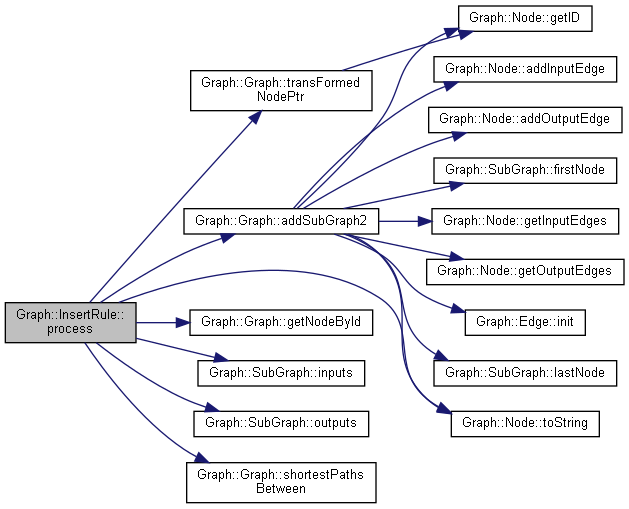 Graph::InsertRule::
process
Graph::Graph::transFormed
NodePtr
Graph::Graph::addSubGraph2
Graph::Graph::getNodeById
Graph::SubGraph::inputs
Graph::SubGraph::outputs
Graph::Graph::shortestPaths
Between
Graph::Node::getID
Graph::Node::addInputEdge
Graph::Node::addOutputEdge
Graph::SubGraph::firstNode
Graph::Node::getInputEdges
Graph::Node::getOutputEdges
Graph::Edge::init
Graph::SubGraph::lastNode
Graph::Node::toString